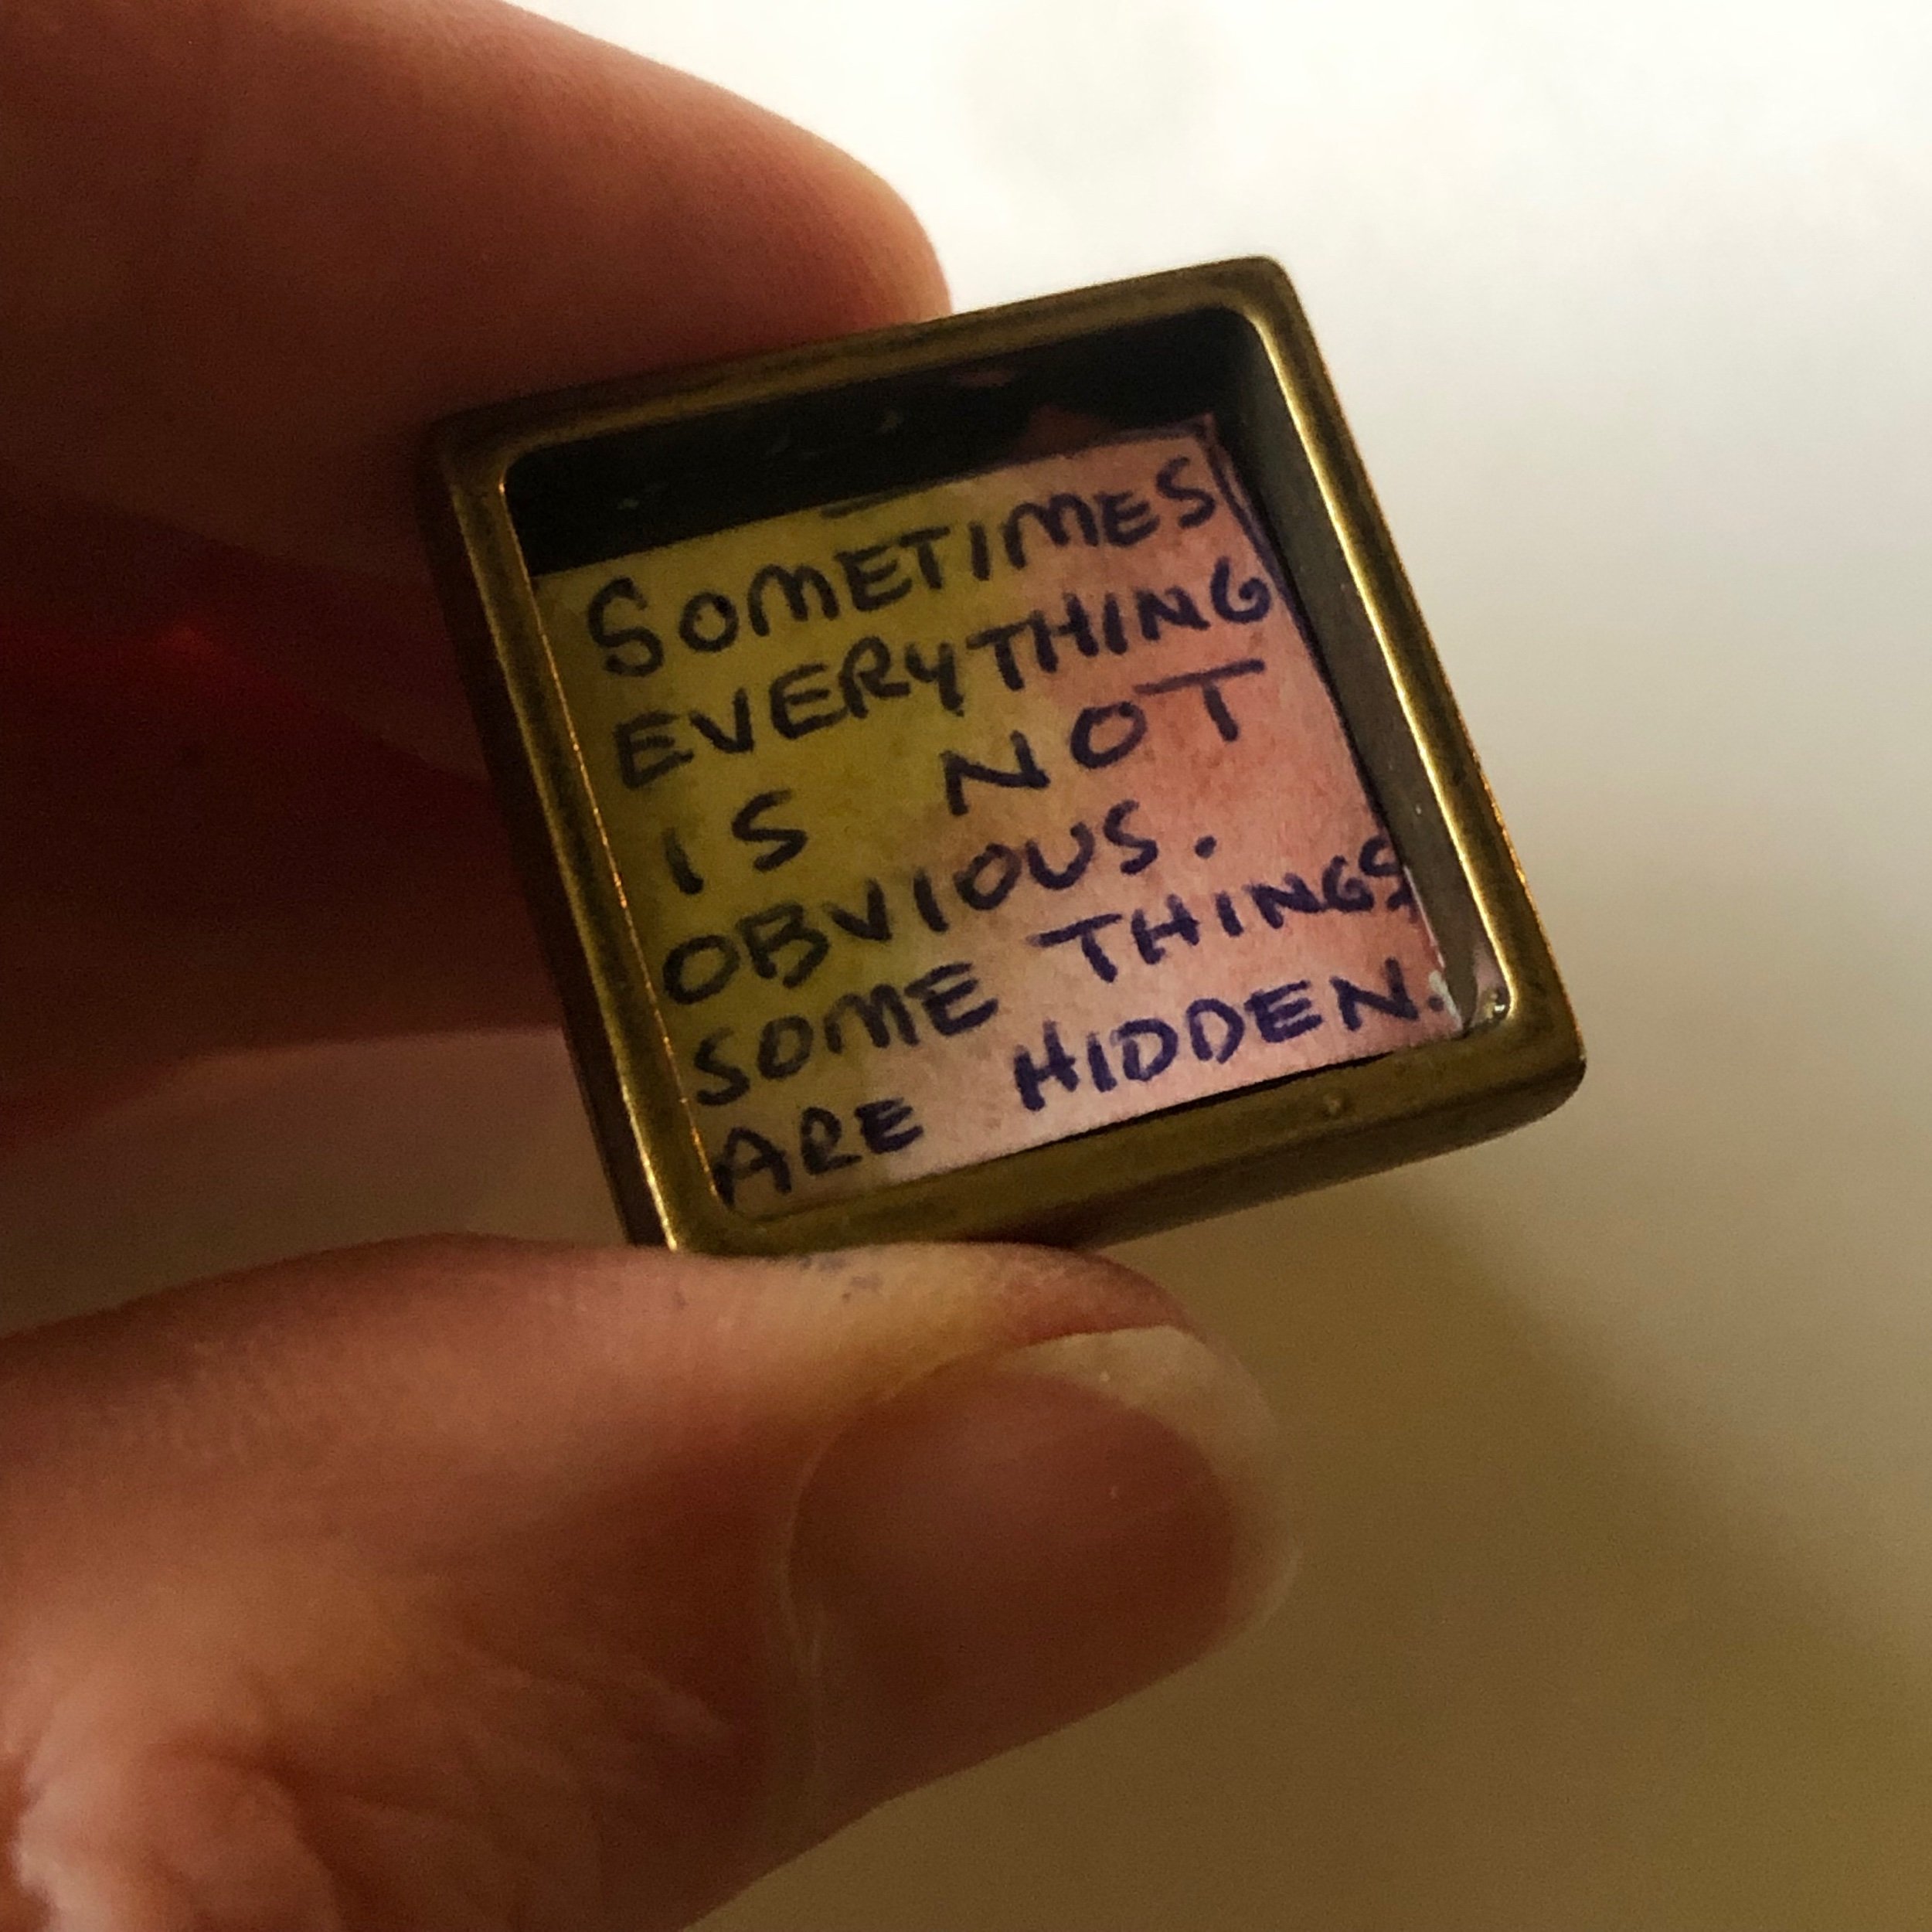 SOMETIMES
EVERYTHING
IS NOT
OBVIOUS.
SOME THINGS
ARE HIDDEN.